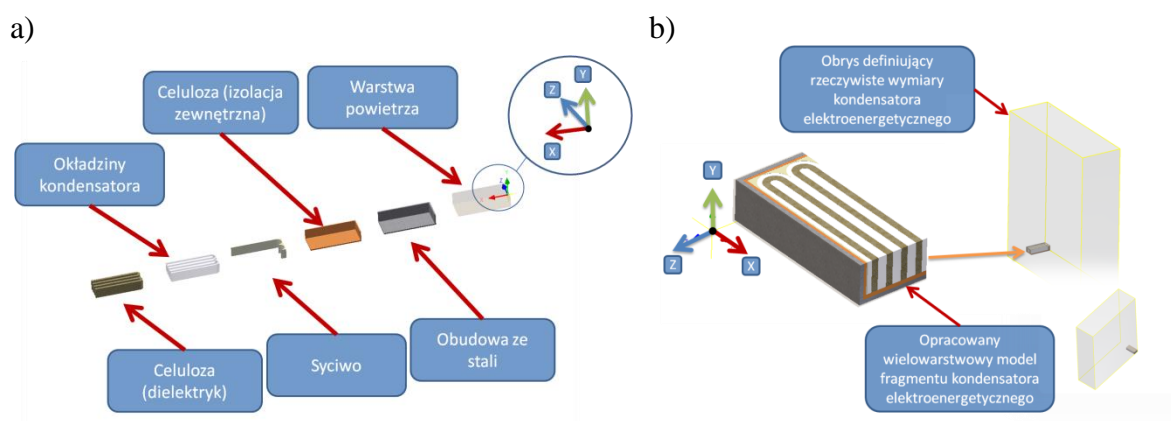 a)
Celuloza (izolacja
zewnętrzna)
Warstwa
powietrza
Y
Z
X
Okładziny
kondensatora
Celuloza
(dielektryk)
Syciwo
Obudowa ze
stali
b)
Obrys definiujący
rzeczywiste wymiary
kondensatora
elektroenergetycznego
Y
Z
X
Opracowany
wielowarstwowy model
fragmentu kondensatora
elektroenergetycznego